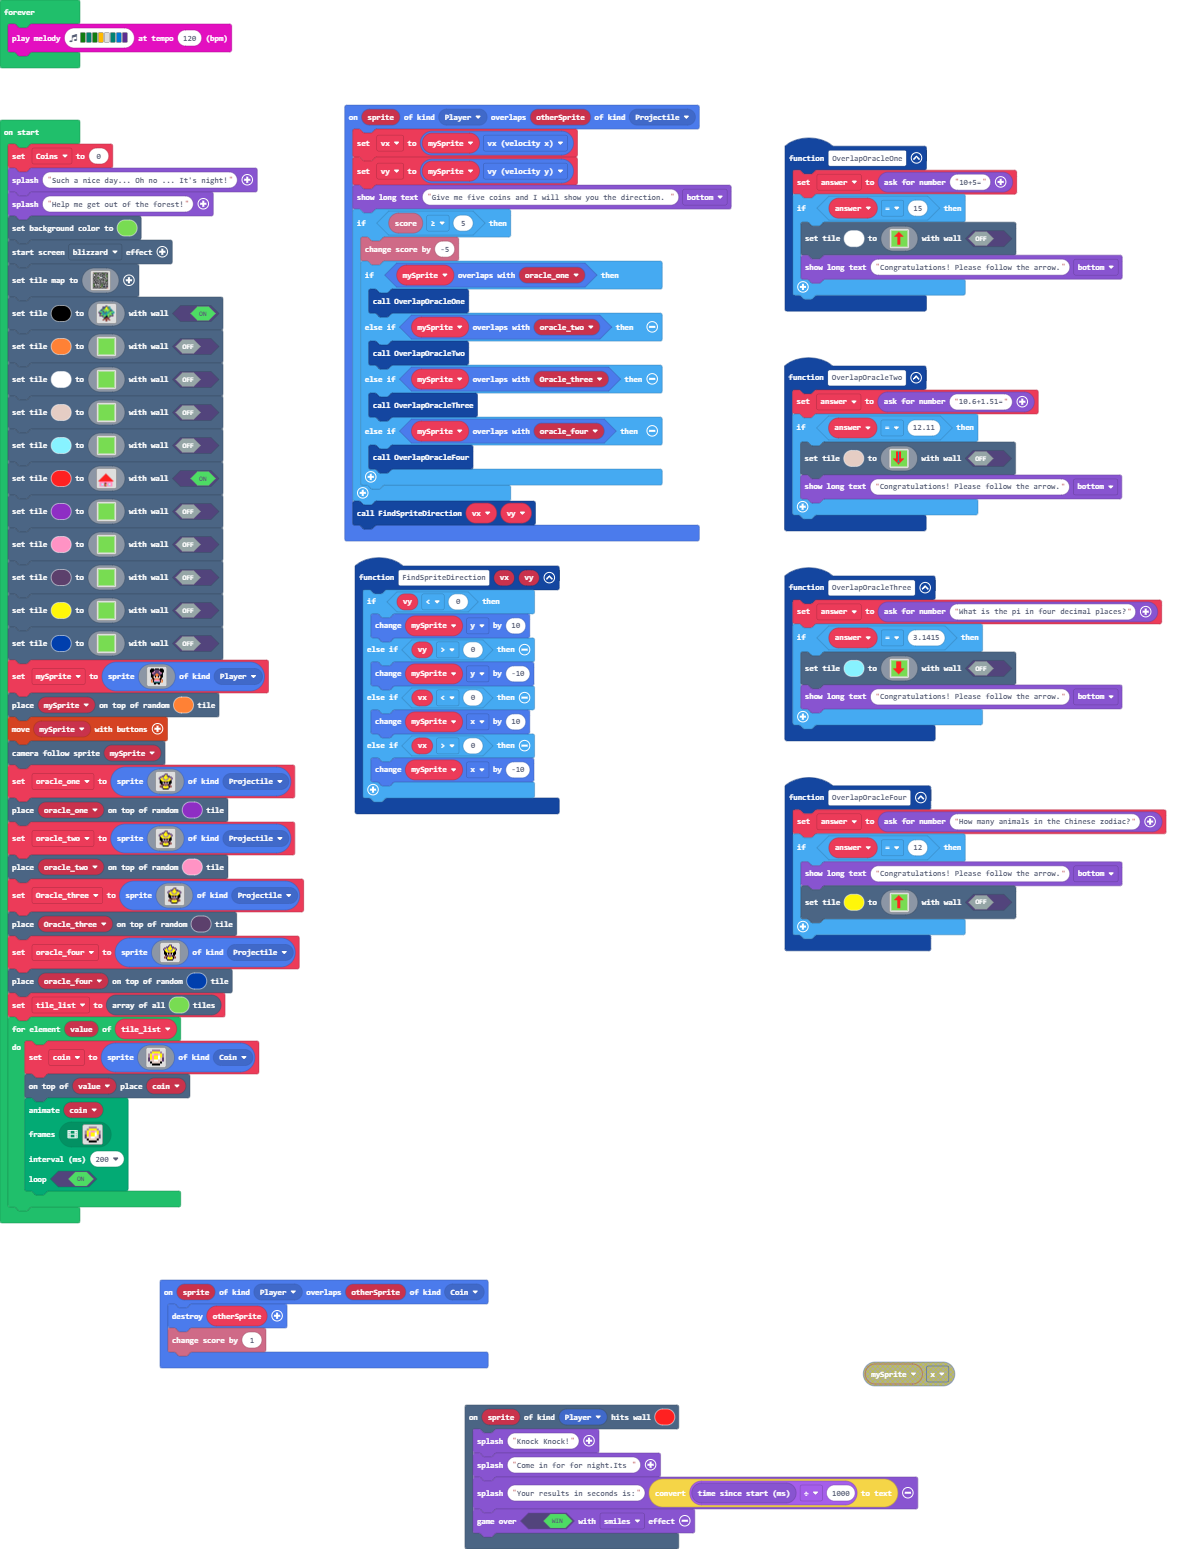 forever
play melody at tempo 120 (bpm)
on start
set Coins to 0
splash "Such a nice day... Oh no ... It's night!"
splash "Help me get out of the forest!"
set background color to
start screen blizzard effect
set tile map to
set tile to with wall ON
set tile to with wall OFF
set tile to with wall OFF
set tile to with wall OFF
set tile to with wall OFF
set tile to with wall ON
set tile to with wall OFF
set tile to with wall OFF
set tile to with wall OFF
set tile to with wall OFF
set tile to with wall OFF
set mySprite to sprite of kind Player
place mySprite on top of random tile
move mySprite with buttons
camera follow sprite mySprite
set oracle_one to sprite of kind Projectile
place oracle_one on top of random tile
set oracle_two to sprite of kind Projectile
place oracle_two on top of random tile
set Oracle_three to sprite of kind Projectile
place Oracle_three on top of random tile
set oracle_four to sprite of kind Projectile
place oracle_four on top of random tile
set tile_list to array of all tiles
for element value of tile_list
do
set coin to sprite of kind Coin
on top of value place coin
animate coin
frames
interval (ms) 200
loop ON
on sprite of kind Player overlaps otherSprite of kind Projectile
set vx to mySprite vx (velocity x)
set vy to mySprite vy (velocity y)
show long text "Give me five coins and I will show you the direction. " bottom
if score ≥ 5 then
change score by -5
if mySprite overlaps with oracle_one then
call OverlapOracleOne
else if mySprite overlaps with oracle_two then
call OverlapOracleTwo
else if mySprite overlaps with Oracle_three then
call OverlapOracleThree
else if mySprite overlaps with oracle_four then
call OverlapOracleFour
call FindSpriteDirection vx vy
function FindSpriteDirection vx vy
if vy < 0 then
change mySprite y by 10
else if vy > 0 then
change mySprite y by -10
else if vx < 0 then
change mySprite x by 10
else if vx > 0 then
change mySprite x by -10
function OverlapOracleOne
set answer to ask for number "10+5="
if answer = 15 then
set tile to with wall OFF
show long text "Congratulations! Please follow the arrow." bottom
function OverlapOracleTwo
set answer to ask for number "10.6+1.51="
if answer = 12.11 then
set tile to with wall OFF
show long text "Congratulations! Please follow the arrow." bottom
function OverlapOracleThree
set answer to ask for number "What is the pi in four decimal places?"
if answer = 3.1415 then
set tile to with wall OFF
show long text "Congratulations! Please follow the arrow." bottom
function OverlapOracleFour
set answer to ask for number "How many animals in the Chinese zodiac?"
if answer = 12 then
show long text "Congratulations! Please follow the arrow." bottom
set tile to with wall OFF
on sprite of kind Player overlaps otherSprite of kind Coin
destroy otherSprite
change score by 1
mySprite x
on sprite of kind Player hits wall
splash "Knock Knock!"
splash "Come in for for night.Its "
splash "Your results in seconds is:" convert time since start (ms) ÷ 1000 to text
game over WIN with smiles effect